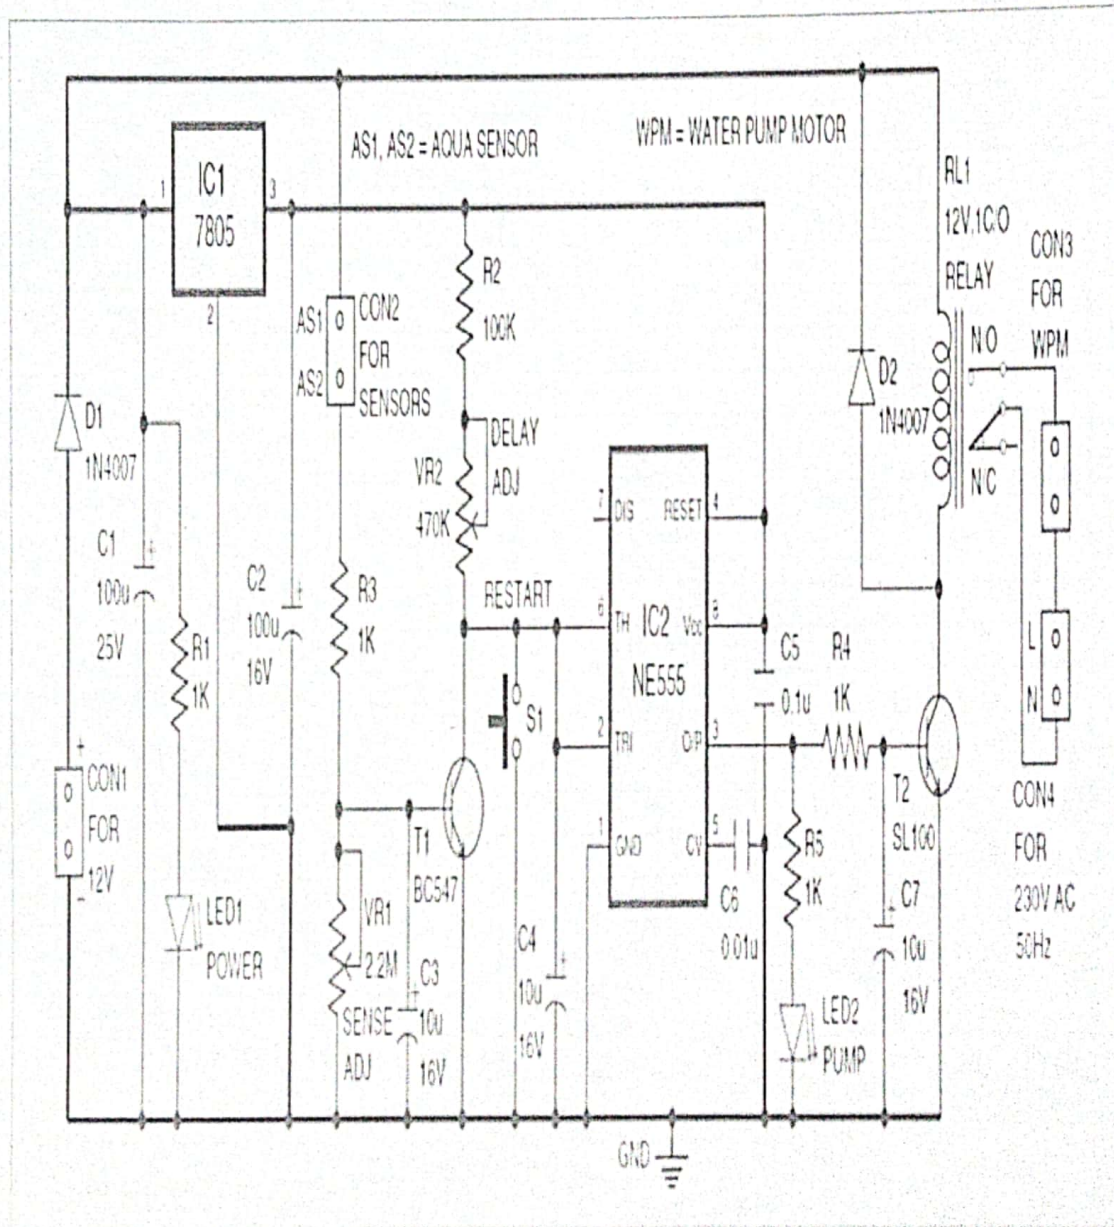 AS1, AS2 = AQUA SENSOR
WPM = WATER PUMP MOTOR
IC1
7805
1
3
2
RL1
12V,1C/O
RELAY
CON3
FOR
WPM
N/O
N/C
AS1
AS2
CON2
FOR
SENSORS
R2
100K
D2
1N4007
D1
1N4007
DELAY
ADJ
VR2
470K
C1
100u
25V
+
R1
1K
C2
100u
16V
+
R3
1K
RESTART
S1
7
DIS
RESET
4
6
TH
IC2
NE555
Vcc
8
2
TRI
O/P
3
1
GND
CV
5
C5
0.1u
R4
1K
L
N
CON4
FOR
230V AC
50Hz
T2
SL100
+
CON1
FOR
12V
-
LED1
POWER
T1
BC547
VR1
2.2M
SENSE
ADJ
C3
10u
16V
+
C4
10u
16V
+
C6
0.01u
R5
1K
C7
10u
16V
+
LED2
PUMP
GND